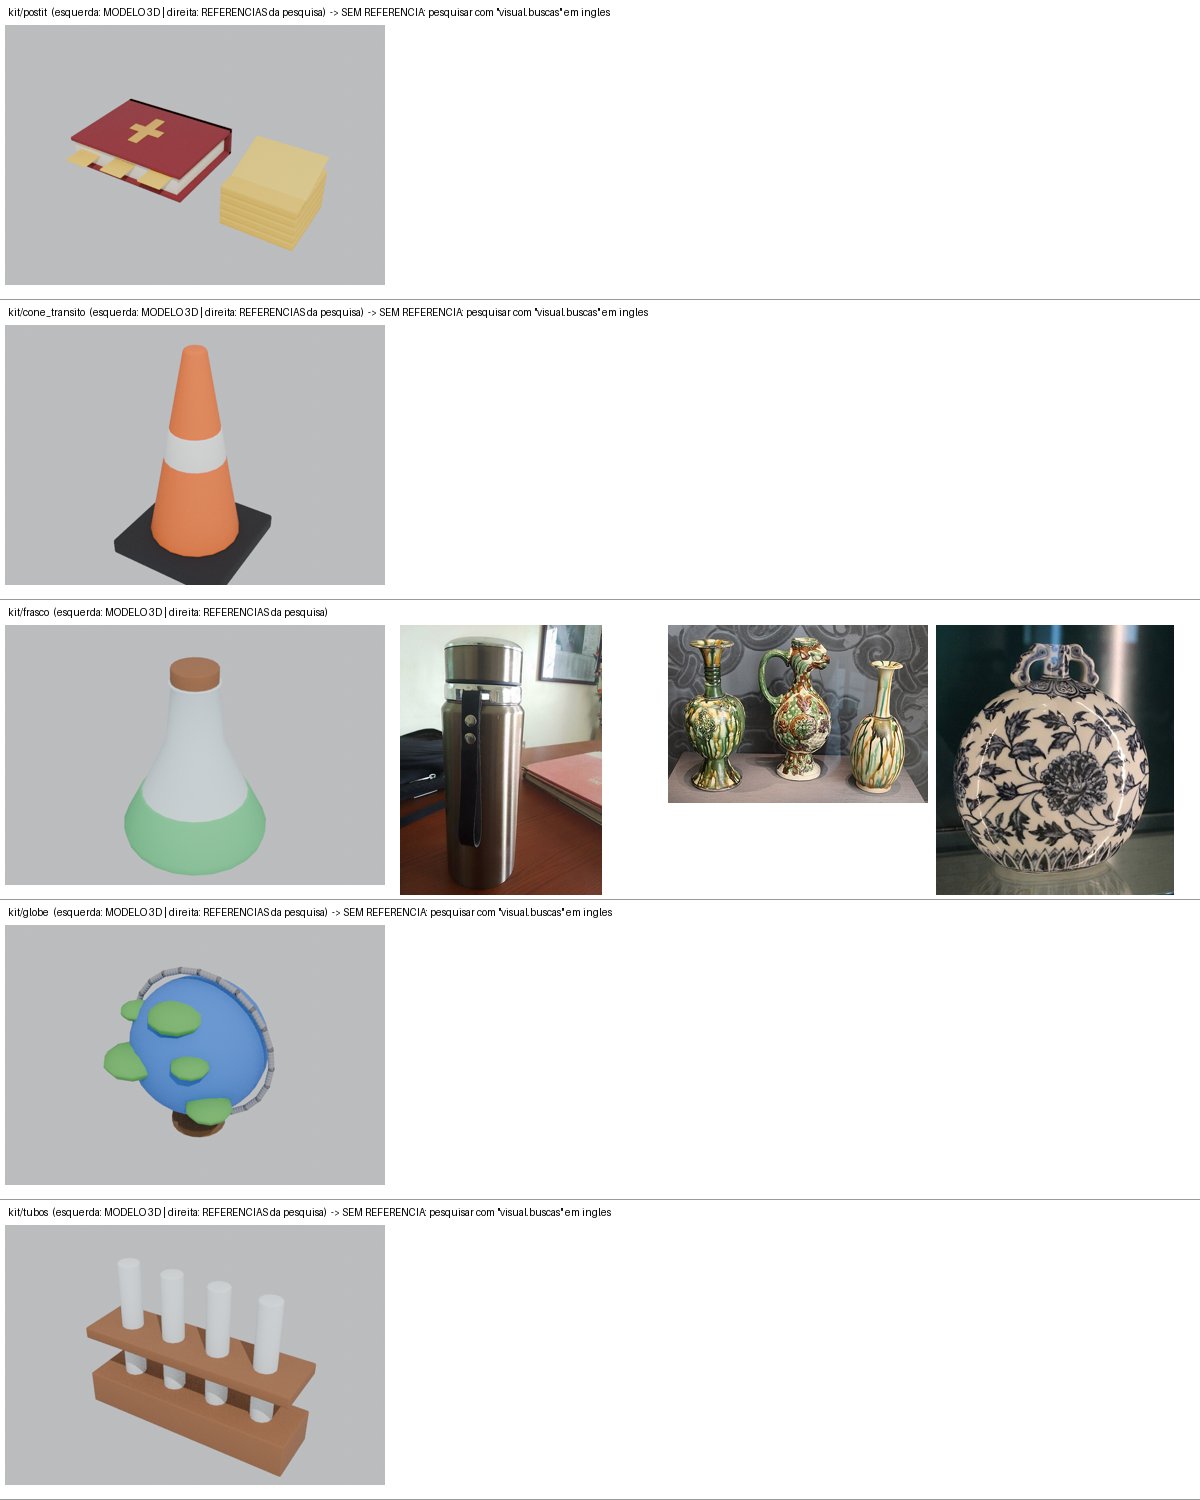 kit/postit (esquerda: MODELO 3D | direita: REFERENCIAS da pesquisa) -> SEM REFERENCIA: pesquisar com "visual.buscas" em ingles
kit/cone_transito (esquerda: MODELO 3D | direita: REFERENCIAS da pesquisa) -> SEM REFERENCIA: pesquisar com "visual.buscas" em ingles
kit/frasco (esquerda: MODELO 3D | direita: REFERENCIAS da pesquisa)
kit/globe (esquerda: MODELO 3D | direita: REFERENCIAS da pesquisa) -> SEM REFERENCIA: pesquisar com "visual.buscas" em ingles
kit/tubos (esquerda: MODELO 3D | direita: REFERENCIAS da pesquisa) -> SEM REFERENCIA: pesquisar com "visual.buscas" em ingles